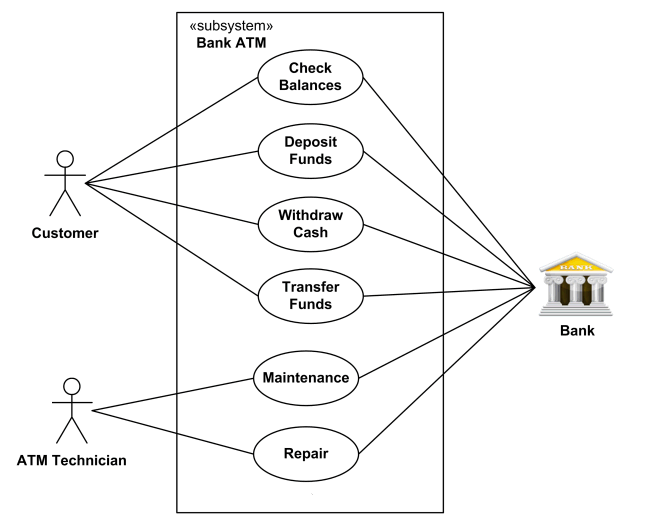 «subsystem»
Bank ATM
Check
Balances
Deposit
Funds
Withdraw
Cash
Transfer
Funds
Maintenance
Repair
Customer
ATM Technician
BANK
Bank